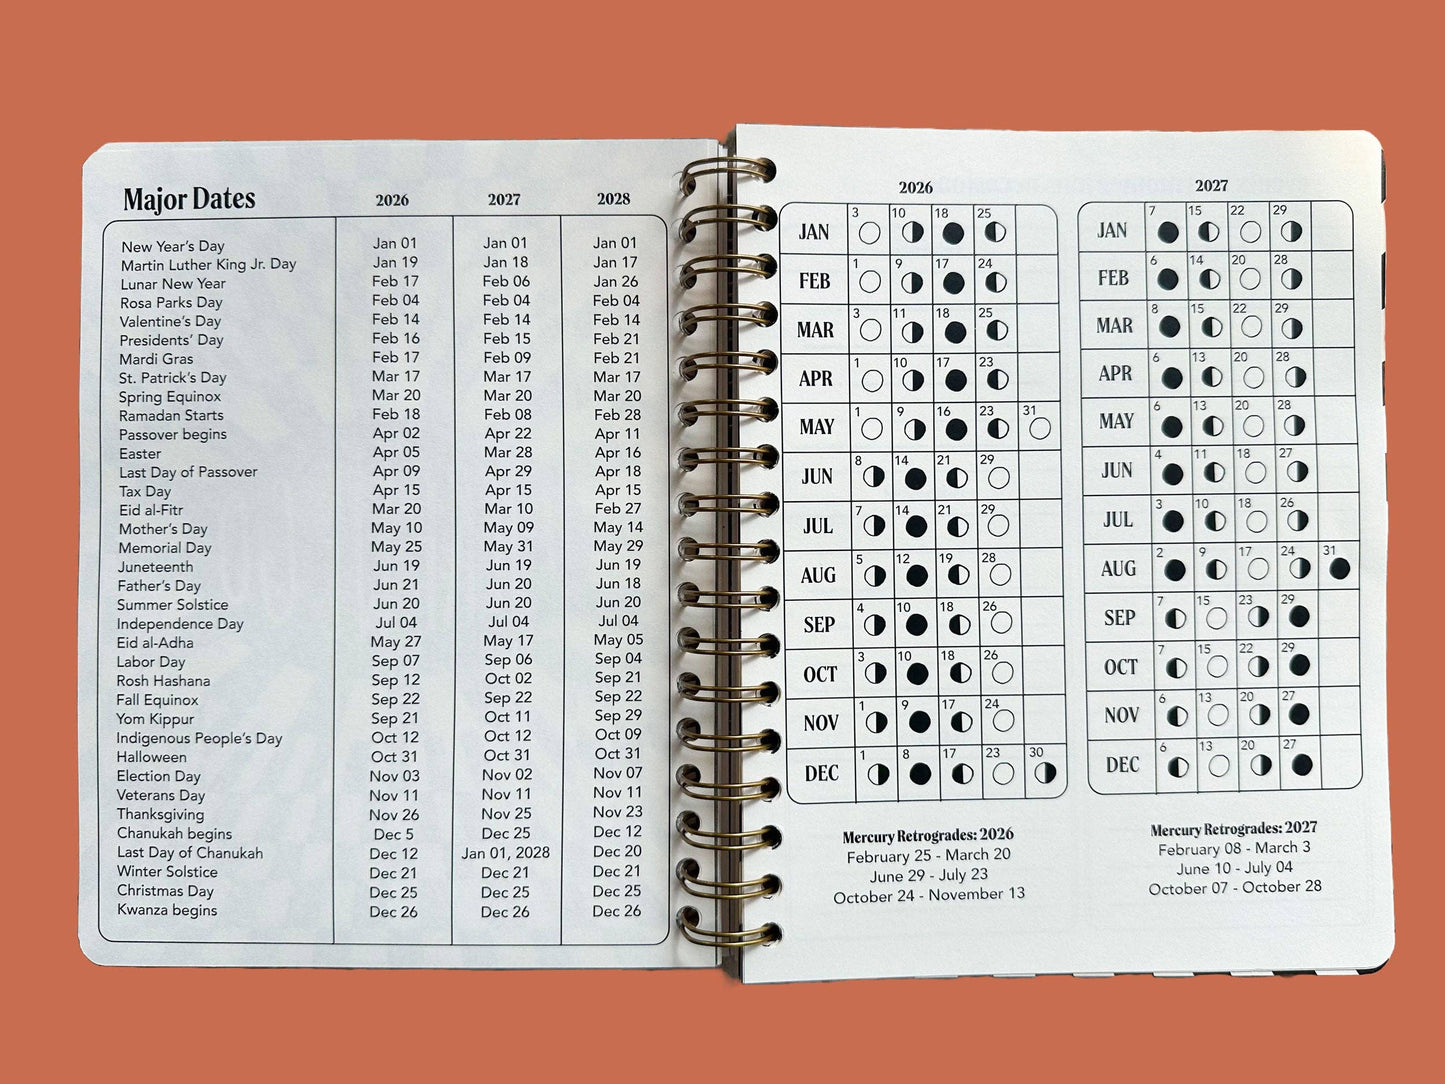 Major Dates 2026 2027 2028
New Year's Day Jan 01 Jan 01 Jan 01
Martin Luther King Jr. Day Jan 19 Jan 18 Jan 17
Lunar New Year Feb 17 Feb 06 Jan 26
Rosa Parks Day Feb 04 Feb 04 Feb 04
Valentine's Day Feb 14 Feb 14 Feb 14
Presidents' Day Feb 16 Feb 15 Feb 21
Mardi Gras Feb 17 Feb 09 Feb 21
St. Patrick's Day Mar 17 Mar 17 Mar 17
Spring Equinox Mar 20 Mar 20 Mar 20
Ramadan Starts Feb 18 Feb 08 Feb 28
Passover begins Apr 02 Apr 22 Apr 11
Easter Apr 05 Mar 28 Apr 16
Last Day of Passover Apr 09 Apr 29 Apr 18
Tax Day Apr 15 Apr 15 Apr 15
Eid al-Fitr Mar 20 Mar 10 Feb 27
Mother's Day May 10 May 09 May 14
Memorial Day May 25 May 31 May 29
Juneteenth Jun 19 Jun 19 Jun 19
Father's Day Jun 21 Jun 20 Jun 18
Summer Solstice Jun 20 Jun 20 Jun 20
Independence Day Jul 04 Jul 04 Jul 04
Eid al-Adha May 27 May 17 May 05
Labor Day Sep 07 Sep 06 Sep 04
Rosh Hashana Sep 12 Oct 02 Sep 21
Fall Equinox Sep 22 Sep 22 Sep 22
Yom Kippur Sep 21 Oct 11 Sep 29
Indigenous People's Day Oct 12 Oct 12 Oct 09
Halloween Oct 31 Oct 31 Oct 31
Election Day Nov 03 Nov 02 Nov 07
Veterans Day Nov 11 Nov 11 Nov 11
Thanksgiving Nov 26 Nov 25 Nov 23
Chanukah begins Dec 5 Dec 25 Dec 12
Last Day of Chanukah Dec 12 Jan 01, 2028 Dec 20
Winter Solstice Dec 21 Dec 21 Dec 21
Christmas Day Dec 25 Dec 25 Dec 25
Kwanza begins Dec 26 Dec 26 Dec 26
2026
JAN 3 10 18 25
FEB 1 9 17 24
MAR 3 11 18 25
APR 1 10 17 23
MAY 1 9 16 23 31
JUN 8 14 21 29
JUL 7 14 21 29
AUG 5 12 19 28
SEP 4 10 18 26
OCT 3 10 18 26
NOV 1 9 17 24
DEC 1 8 17 23 30
Mercury Retrogrades: 2026
February 25 - March 20
June 29 - July 23
October 24 - November 13
2027
JAN 7 15 22 29
FEB 6 14 20 28
MAR 8 15 22 29
APR 6 13 20 28
MAY 6 13 20 28
JUN 4 11 18 27
JUL 3 10 18 26
AUG 2 9 17 24 31
SEP 7 15 23 29
OCT 7 15 22 29
NOV 6 13 20 27
DEC 6 13 20 27
Mercury Retrogrades: 2027
February 08 - March 3
June 10 - July 04
October 07 - October 28